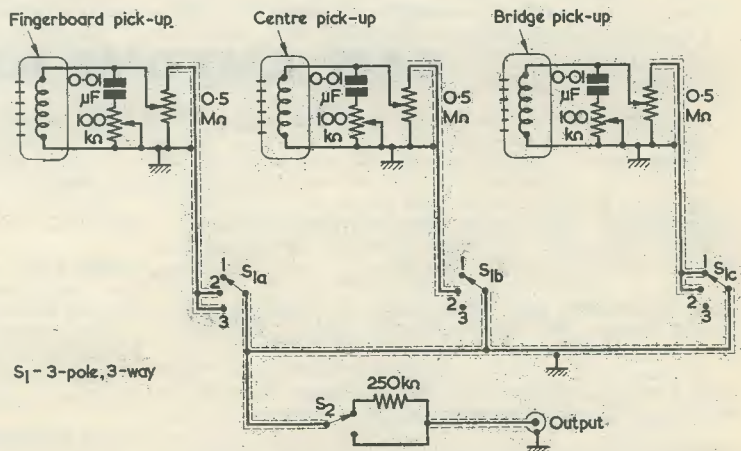 Fingerboard pick-up
Centre pick-up
Bridge pick-up
0·01
μF
100
kΩ
0·5
MΩ
0·01
μF
100
kΩ
0·5
MΩ
0·01
μF
100
kΩ
0·5
MΩ
1
2
3
S1a
1
2
3
S1b
1
2
3
S1c
S1 - 3-pole, 3-way
S2
250kΩ
Output